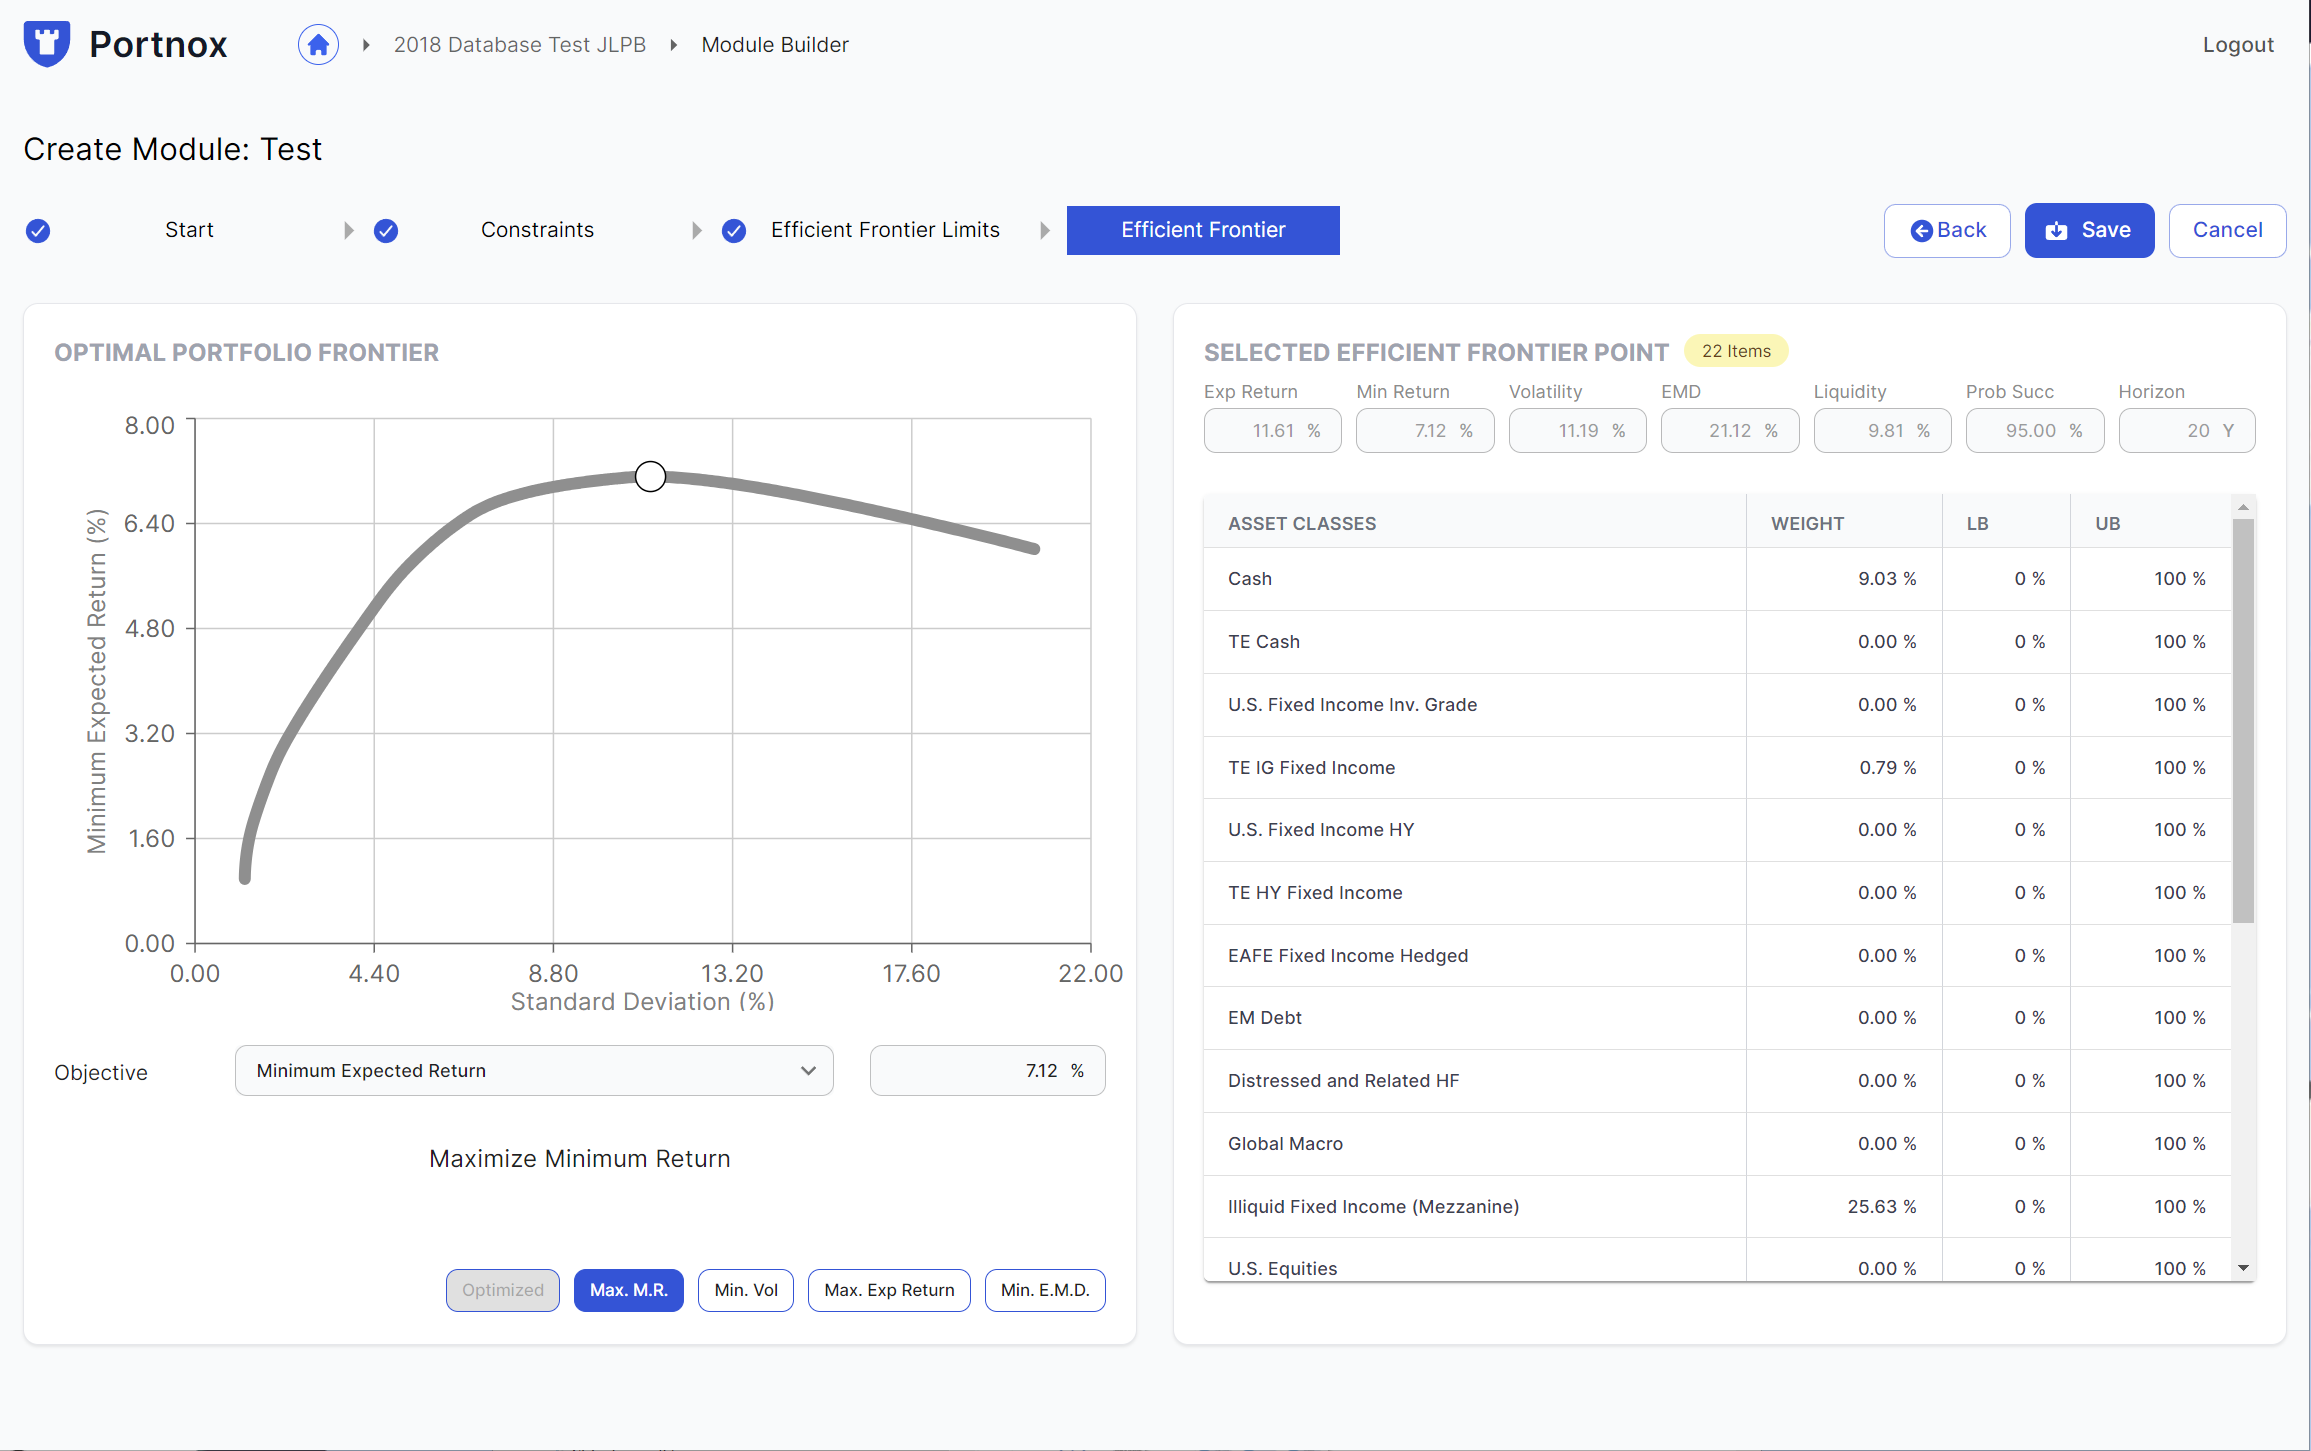 Portnox
2018 Database Test JLPB
Module Builder
Logout
Create Module: Test
Start
Constraints
Efficient Frontier Limits
Efficient Frontier
Back
Save
Cancel
OPTIMAL PORTFOLIO FRONTIER
8.00
6.40
4.80
3.20
1.60
0.00
Minimum Expected Return (%)
0.00 4.40 8.80 13.20 17.60 22.00
Standard Deviation (%)
Objective
Minimum Expected Return
7.12 %
Maximize Minimum Return
Optimized
Max. M.R.
Min. Vol
Max. Exp Return
Min. E.M.D.
SELECTED EFFICIENT FRONTIER POINT
22 Items
Exp Return Min Return Volatility EMD Liquidity Prob Succ Horizon
11.61 % 7.12 % 11.19 % 21.12 % 9.81 % 95.00 % 20 Y
ASSET CLASSES WEIGHT LB UB
Cash 9.03 % 0 % 100 %
TE Cash 0.00 % 0 % 100 %
U.S. Fixed Income Inv. Grade 0.00 % 0 % 100 %
TE IG Fixed Income 0.79 % 0 % 100 %
U.S. Fixed Income HY 0.00 % 0 % 100 %
TE HY Fixed Income 0.00 % 0 % 100 %
EAFE Fixed Income Hedged 0.00 % 0 % 100 %
EM Debt 0.00 % 0 % 100 %
Distressed and Related HF 0.00 % 0 % 100 %
Global Macro 0.00 % 0 % 100 %
Illiquid Fixed Income (Mezzanine) 25.63 % 0 % 100 %
U.S. Equities 0.00 % 0 % 100 %